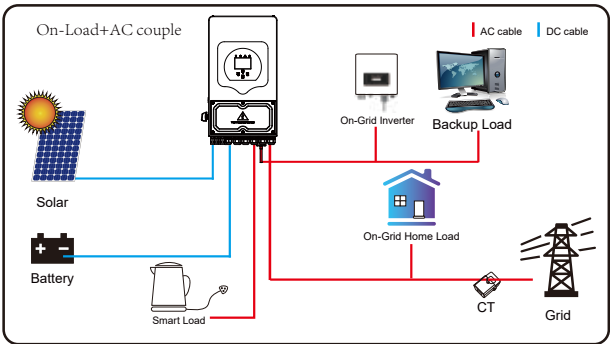 On-Load+AC couple
AC cable
DC cable
On-Grid Inverter
Backup Load
Solar
On-Grid Home Load
Battery
Smart Load
CT
Grid